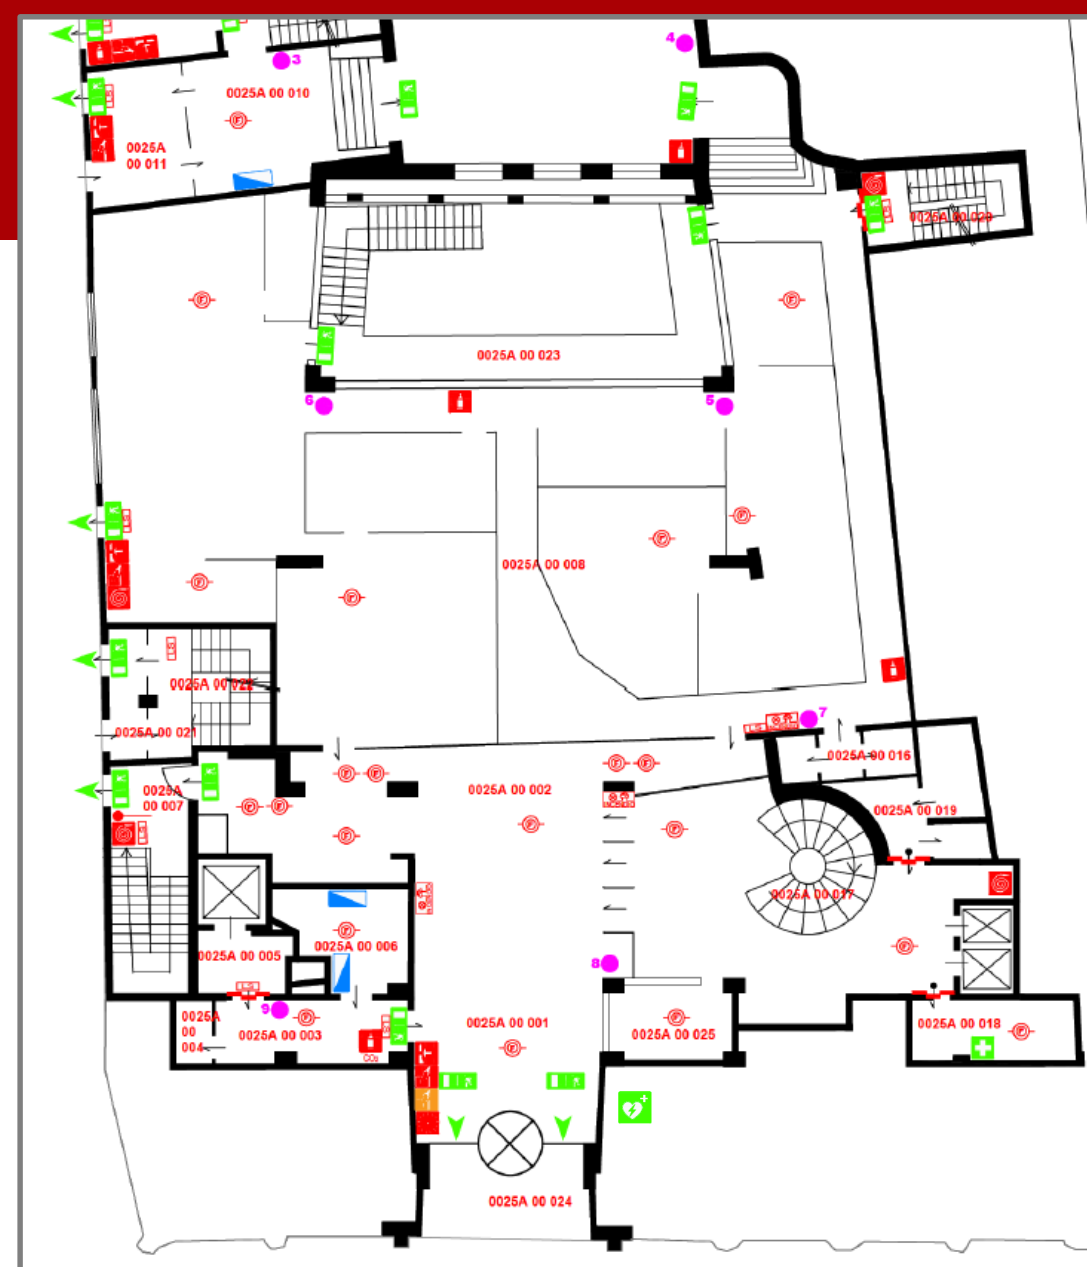 4
3
0025A 00 010
0025A
00 011
0025A 00 020
0025A 00 023
6
5
0025A 00 008
0025A 00 022
7
0025A 00 021
0025A 00 016
0025A
00 007
0025A 00 002
0025A 00 019
0025A 00 017
0025A 00 006
0025A 00 005
8
9
0025A
00
004
0025A 00 003
CO₂
0025A 00 001
0025A 00 025
0025A 00 018
0025A 00 024